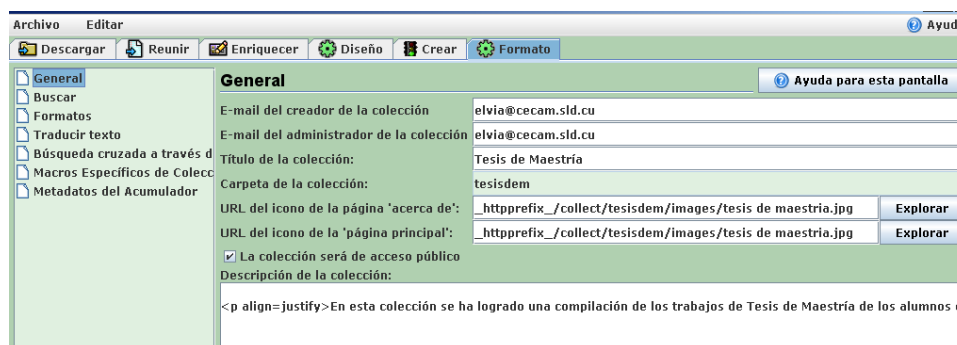 Archivo Editar Ayud
Descargar Reunir Enriquecer Diseño Crear Formato
General
Buscar
Formatos
Traducir texto
Búsqueda cruzada a través d
Macros Específicos de Colecc
Metadatos del Acumulador
General Ayuda para esta pantalla
E-mail del creador de la colección elvia@cecam.sld.cu
E-mail del administrador de la colección elvia@cecam.sld.cu
Título de la colección: Tesis de Maestría
Carpeta de la colección: tesisdem
URL del icono de la página 'acerca de': _httpprefix_/collect/tesisdem/images/tesis de maestria.jpg Explorar
URL del icono de la 'página principal': _httpprefix_/collect/tesisdem/images/tesis de maestria.jpg Explorar
La colección será de acceso público
Descripción de la colección:
<p align=justify>En esta colección se ha logrado una compilación de los trabajos de Tesis de Maestría de los alumnos